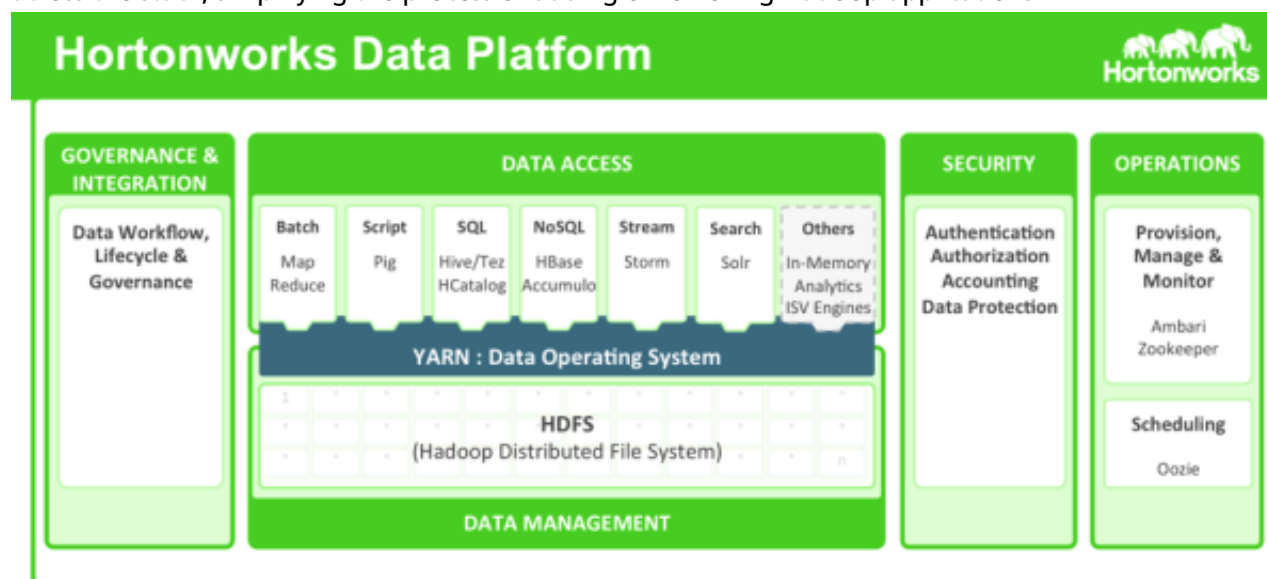 Hortonworks Data Platform
Hortonworks
GOVERNANCE &
INTEGRATION
Data Workflow,
Lifecycle &
Governance
DATA ACCESS
Batch
Map
Reduce
Script
Pig
SQL
Hive/Tez
HCatalog
NoSQL
HBase
Accumulo
Stream
Storm
Search
Solr
Others
In-Memory
Analytics
ISV Engines
YARN : Data Operating System
1
HDFS
(Hadoop Distributed File System)
n
DATA MANAGEMENT
SECURITY
Authentication
Authorization
Accounting
Data Protection
OPERATIONS
Provision,
Manage &
Monitor
Ambari
Zookeeper
Scheduling
Oozie